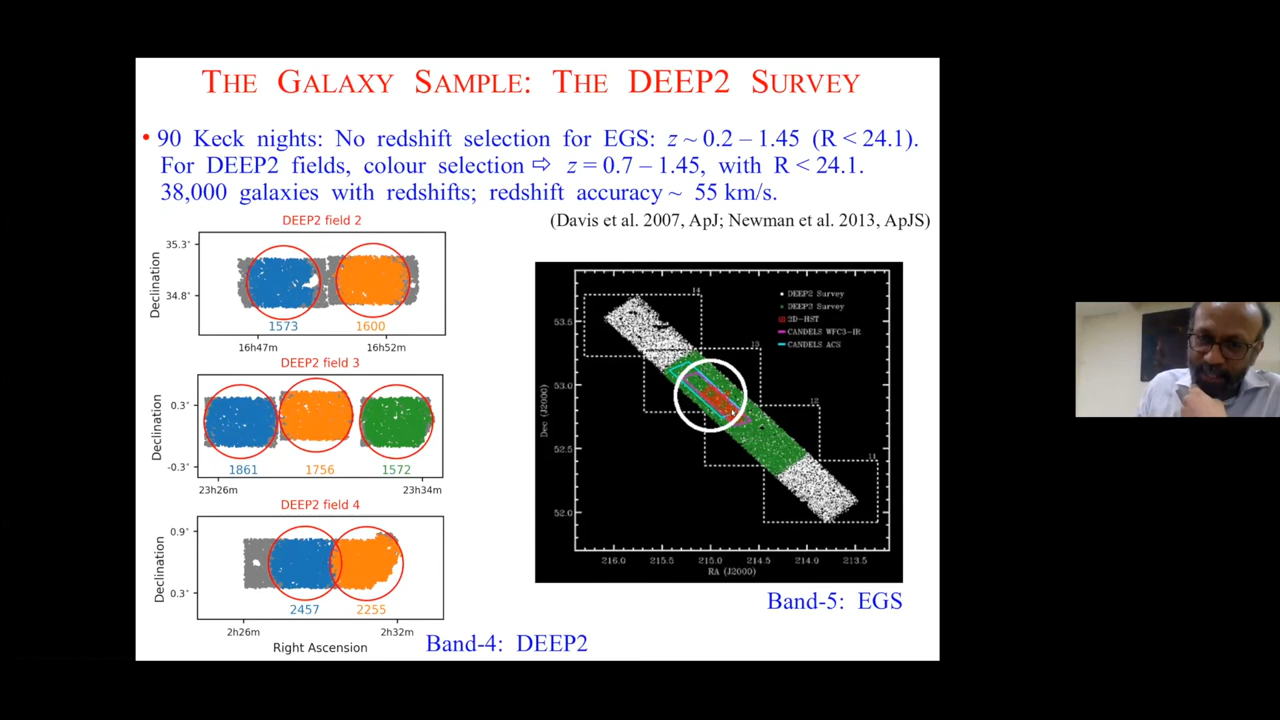 THE GALAXY SAMPLE: THE DEEP2 SURVEY
• 90 Keck nights: No redshift selection for EGS: z ~ 0.2 – 1.45 (R < 24.1).
For DEEP2 fields, colour selection ⇨ z = 0.7 – 1.45, with R < 24.1.
38,000 galaxies with redshifts; redshift accuracy ~ 55 km/s.
(Davis et al. 2007, ApJ; Newman et al. 2013, ApJS)
DEEP2 field 2
35.3°
34.8°
Declination
1573
1600
16h47m
16h52m
DEEP2 field 3
0.3°
-0.3°
Declination
1861
1756
1572
23h26m
23h34m
DEEP2 field 4
0.9°
0.3°
Declination
2457
2255
2h26m
2h32m
Right Ascension
Band-4: DEEP2
14
13
12
11
DEEP2 Survey
DEEP3 Survey
3D-HST
CANDELS WFC3-IR
CANDELS ACS
53.5
53.0
52.5
52.0
Dec (J2000)
216.0
215.5
215.0
214.5
214.0
213.5
RA (J2000)
Band-5: EGS